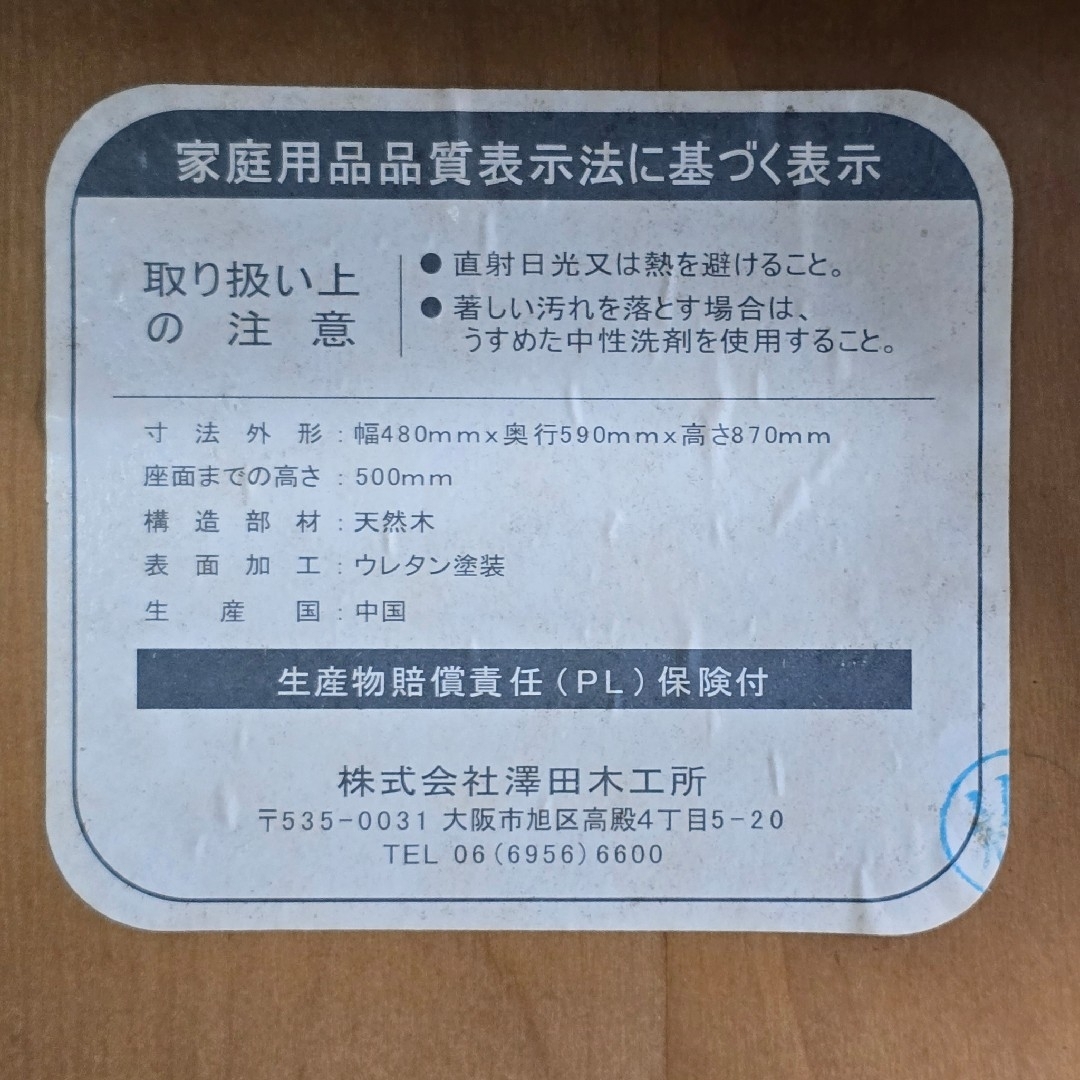 家庭用品品質表示法に基づく表示
取り扱い上
の注意
●直射日光又は熱を避けること。
●著しい汚れを落とす場合は、
うすめた中性洗剤を使用すること。
寸法外形:幅480mmx奥行590mmx高さ870mm
座面までの高さ:500mm
構造部材:天然木
表面加工:ウレタン塗装
生産国:中国
生産物賠償責任(PL)保険付
株式会社澤田木工所
〒535-0031 大阪市旭区高殿4丁目5-20
TEL 06(6956)6600